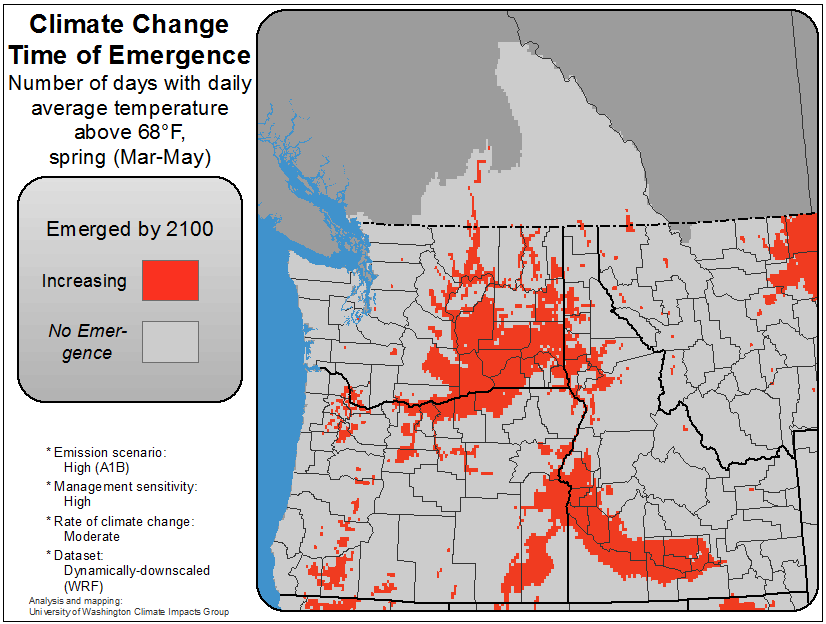 Climate Change
Time of Emergence
Number of days with daily
average temperature
above 68°F,
spring (Mar-May)
Emerged by 2100
Increasing
No Emer-
gence
* Emission scenario:
High (A1B)
* Management sensitivity:
High
* Rate of climate change:
Moderate
* Dataset:
Dynamically-downscaled
(WRF)
Analysis and mapping:
University of Washington Climate Impacts Group